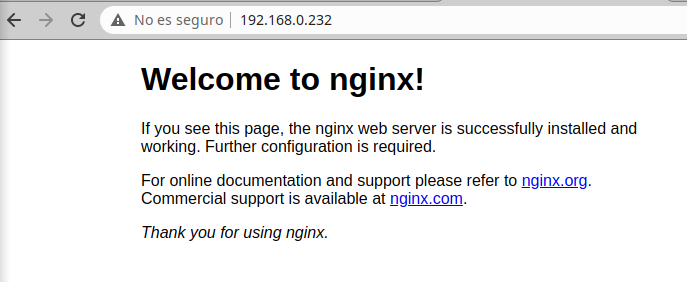 No es seguro 192.168.0.232
Welcome to nginx!
If you see this page, the nginx web server is successfully installed and
working. Further configuration is required.
For online documentation and support please refer to nginx.org.
Commercial support is available at nginx.com.
Thank you for using nginx.